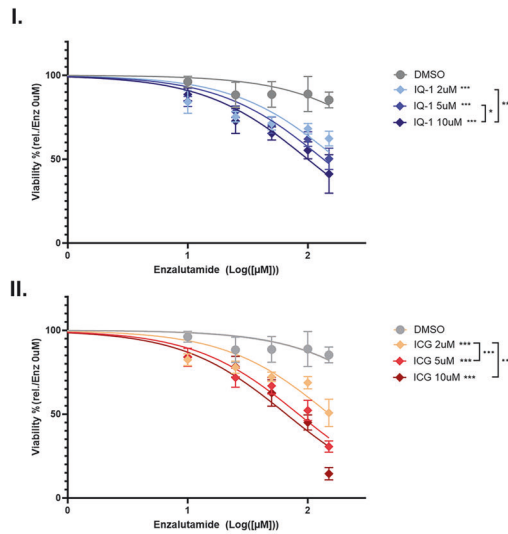 I.
Viability % (rel./Enz 0uM)
100
50
0
0
1
2
Enzalutamide (Log([µM]))
DMSO
IQ-1 2uM ***
IQ-1 5uM ***
IQ-1 10uM ***
*
**
II.
Viability % (rel./Enz 0uM)
100
50
0
0
1
2
Enzalutamide (Log([µM]))
DMSO
ICG 2uM ***
ICG 5uM ***
ICG 10uM ***
***
**